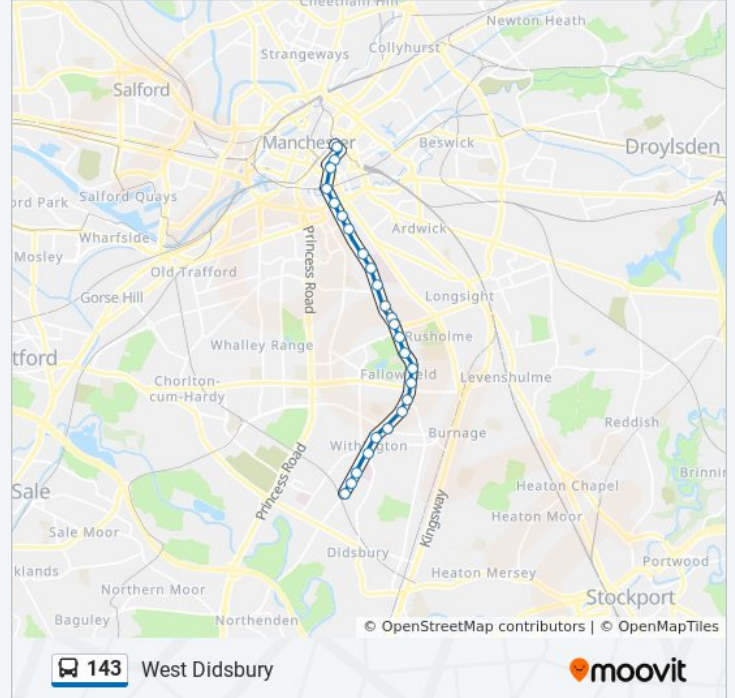 Cheetham Hill
Newton Heath
Collyhurst
Strangeways
Salford
Manchester
Beswick
Droylsden
ord Park
Salford Quays
A
Wharfside
Ardwick
Mosley
Old Trafford
Princess Road
Gorse Hill
Longsight
Whalley Range
Rusholme
tford
Fallowfield
Levenshulme
Chorlton-
cum-Hardy
Reddish
Burnage
Withington
Princess Road
Brinnin
Sale
Heaton Chapel
Kingsway
Heaton Moor
Sale Moor
Didsbury
Portwood
klands
Heaton Mersey
Northern Moor
Stockport
Baguley
Northenden
© OpenStreetMap contributors | © OpenMapTiles
143 West Didsbury
moovit